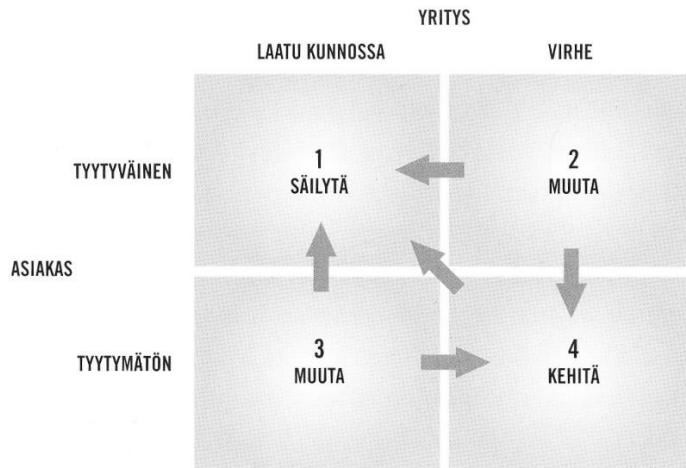 YRITYS
LAATU KUNNOSSA
VIRHE
TYYTYVÄINEN
1
SÄILYTÄ
2
MUUTA
ASIAKAS
TYYTYMÄTÖN
3
MUUTA
4
KEHITÄ